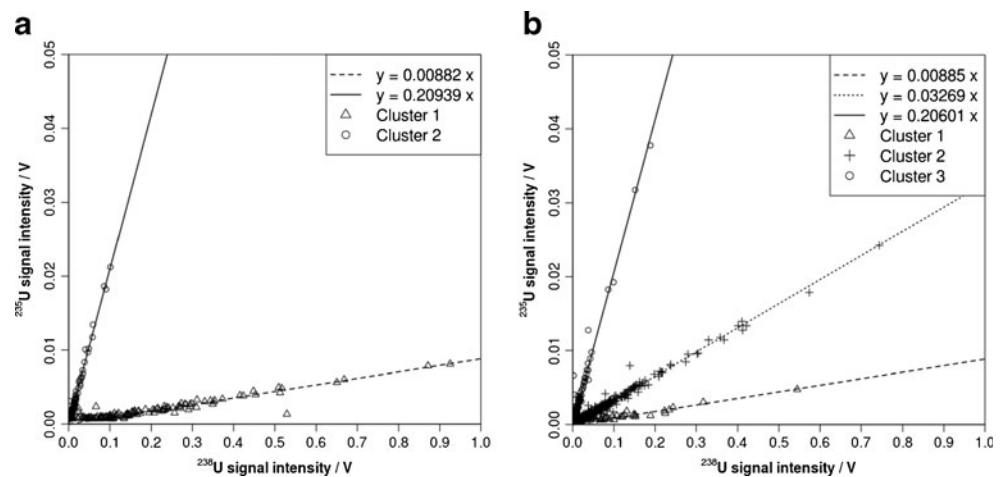 a
0.05
0.04
0.03
0.02
0.01
0.00
²³⁵U signal intensity / V
y = 0.00882 x
y = 0.20939 x
Cluster 1
Cluster 2
0.0 0.1 0.2 0.3 0.4 0.5 0.6 0.7 0.8 0.9 1.0
²³⁸U signal intensity / V
b
0.05
0.04
0.03
0.02
0.01
0.00
²³⁵U signal intensity / V
y = 0.00885 x
y = 0.03269 x
y = 0.20601 x
Cluster 1
Cluster 2
Cluster 3
0.0 0.1 0.2 0.3 0.4 0.5 0.6 0.7 0.8 0.9 1.0
²³⁸U signal intensity / V